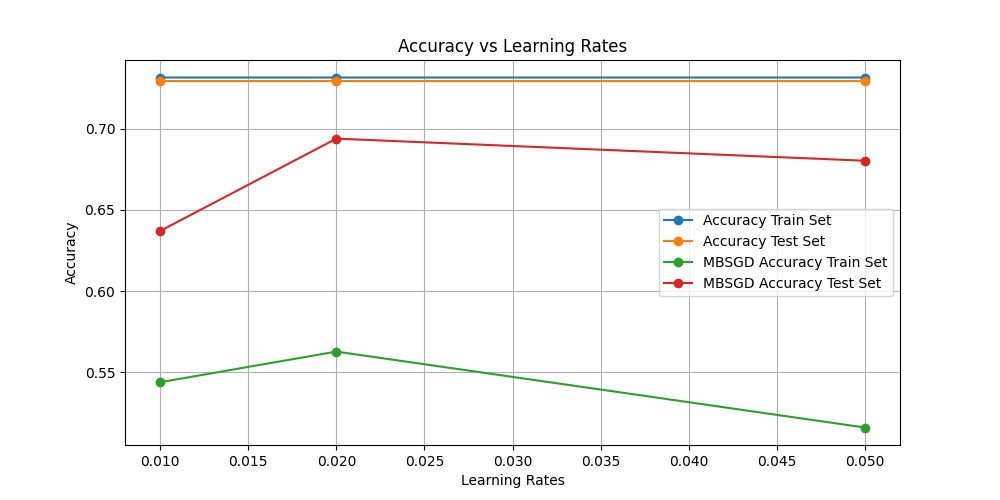 Accuracy vs Learning Rates
Accuracy
0.70
0.65
0.60
0.55
Accuracy Train Set
Accuracy Test Set
MBSGD Accuracy Train Set
MBSGD Accuracy Test Set
0.010 0.015 0.020 0.025 0.030 0.035 0.040 0.045 0.050
Learning Rates